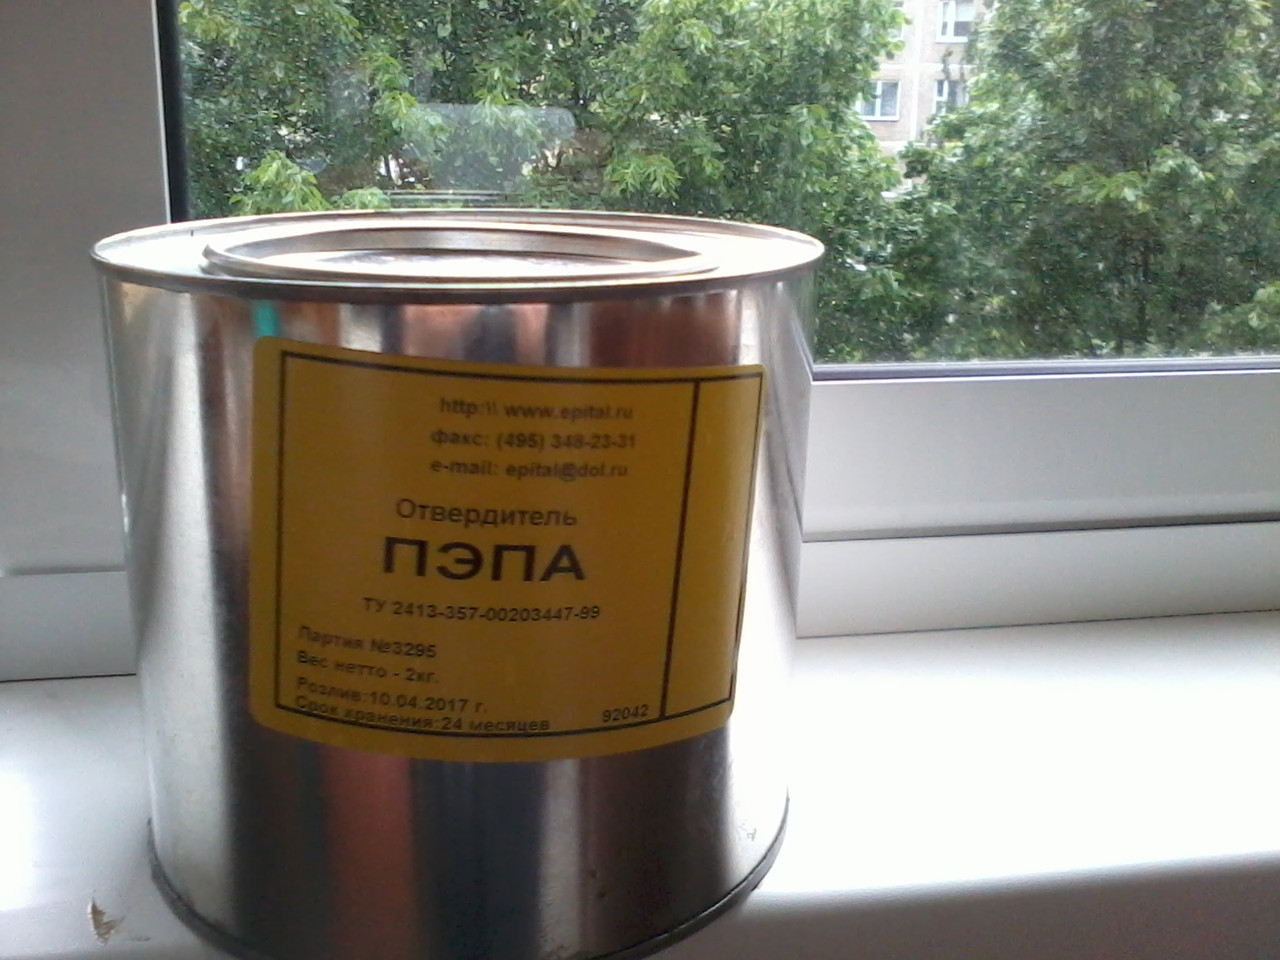 http:\\ www.epital.ru
факс: (495) 348-23-31
e-mail: epital@dol.ru
Отвердитель
ПЭПА
ТУ 2413-357-00203447-99
Партия №3295
Вес нетто - 2кг.
Розлив:10.04.2017 г.
Срок хранения:24 месяцев
92042